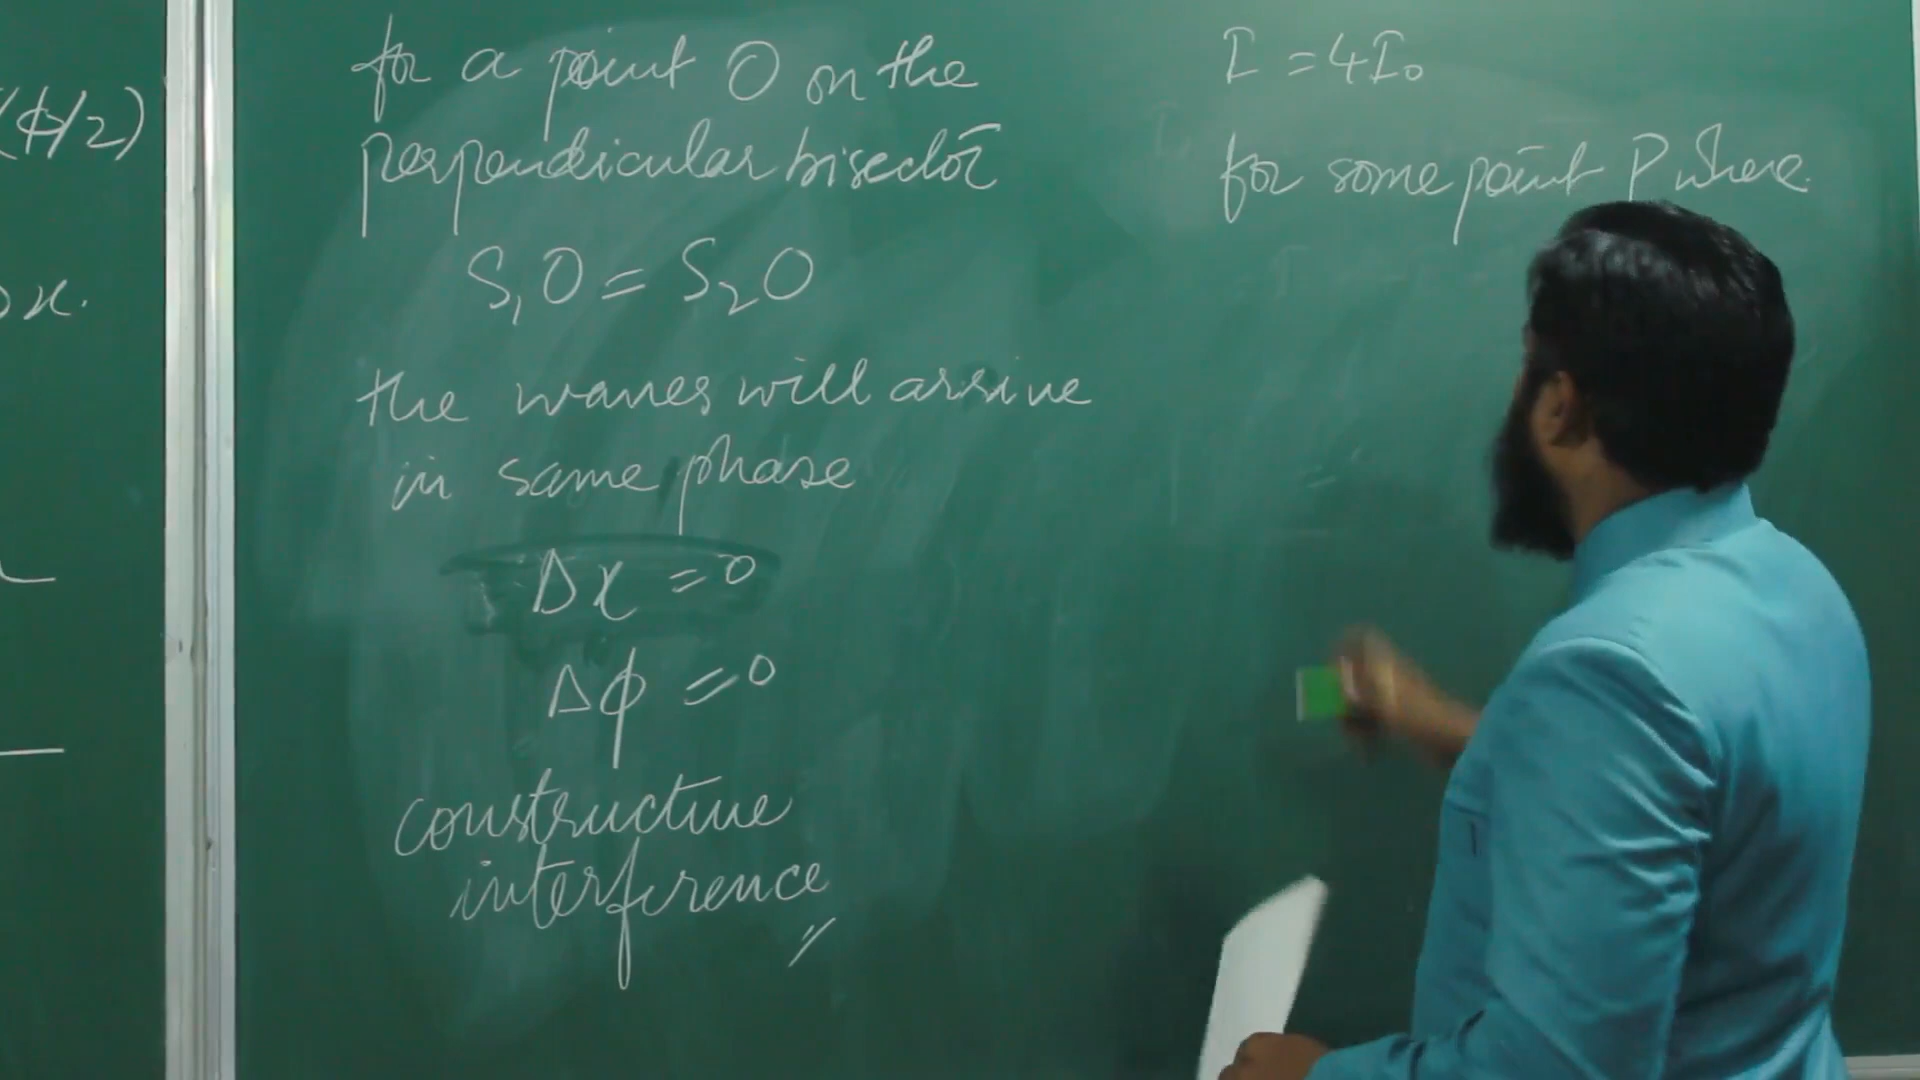 (ϕ/2)
x.
for a point O on the
perpendicular bisector
S₁O = S₂O
the waves will arrive
in same phase
Δx = 0
Δϕ = 0
constructive
interference
I = 4I₀
for some point P where